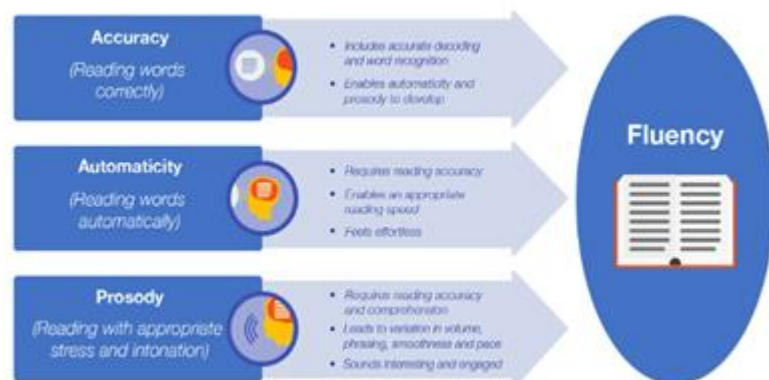 Accuracy
(Reading words
correctly)
• Includes accurate decoding
and word recognition
• Enables automaticity and
prosody to develop
Automaticity
(Reading words
automatically)
• Requires reading accuracy
• Enables an appropriate
reading speed
• Feels effortless
Prosody
(Reading with appropriate
stress and intonation)
• Requires reading accuracy
and comprehension
• Leads to variation in volume,
phrasing, smoothness and pace
• Sounds interesting and engaged
Fluency